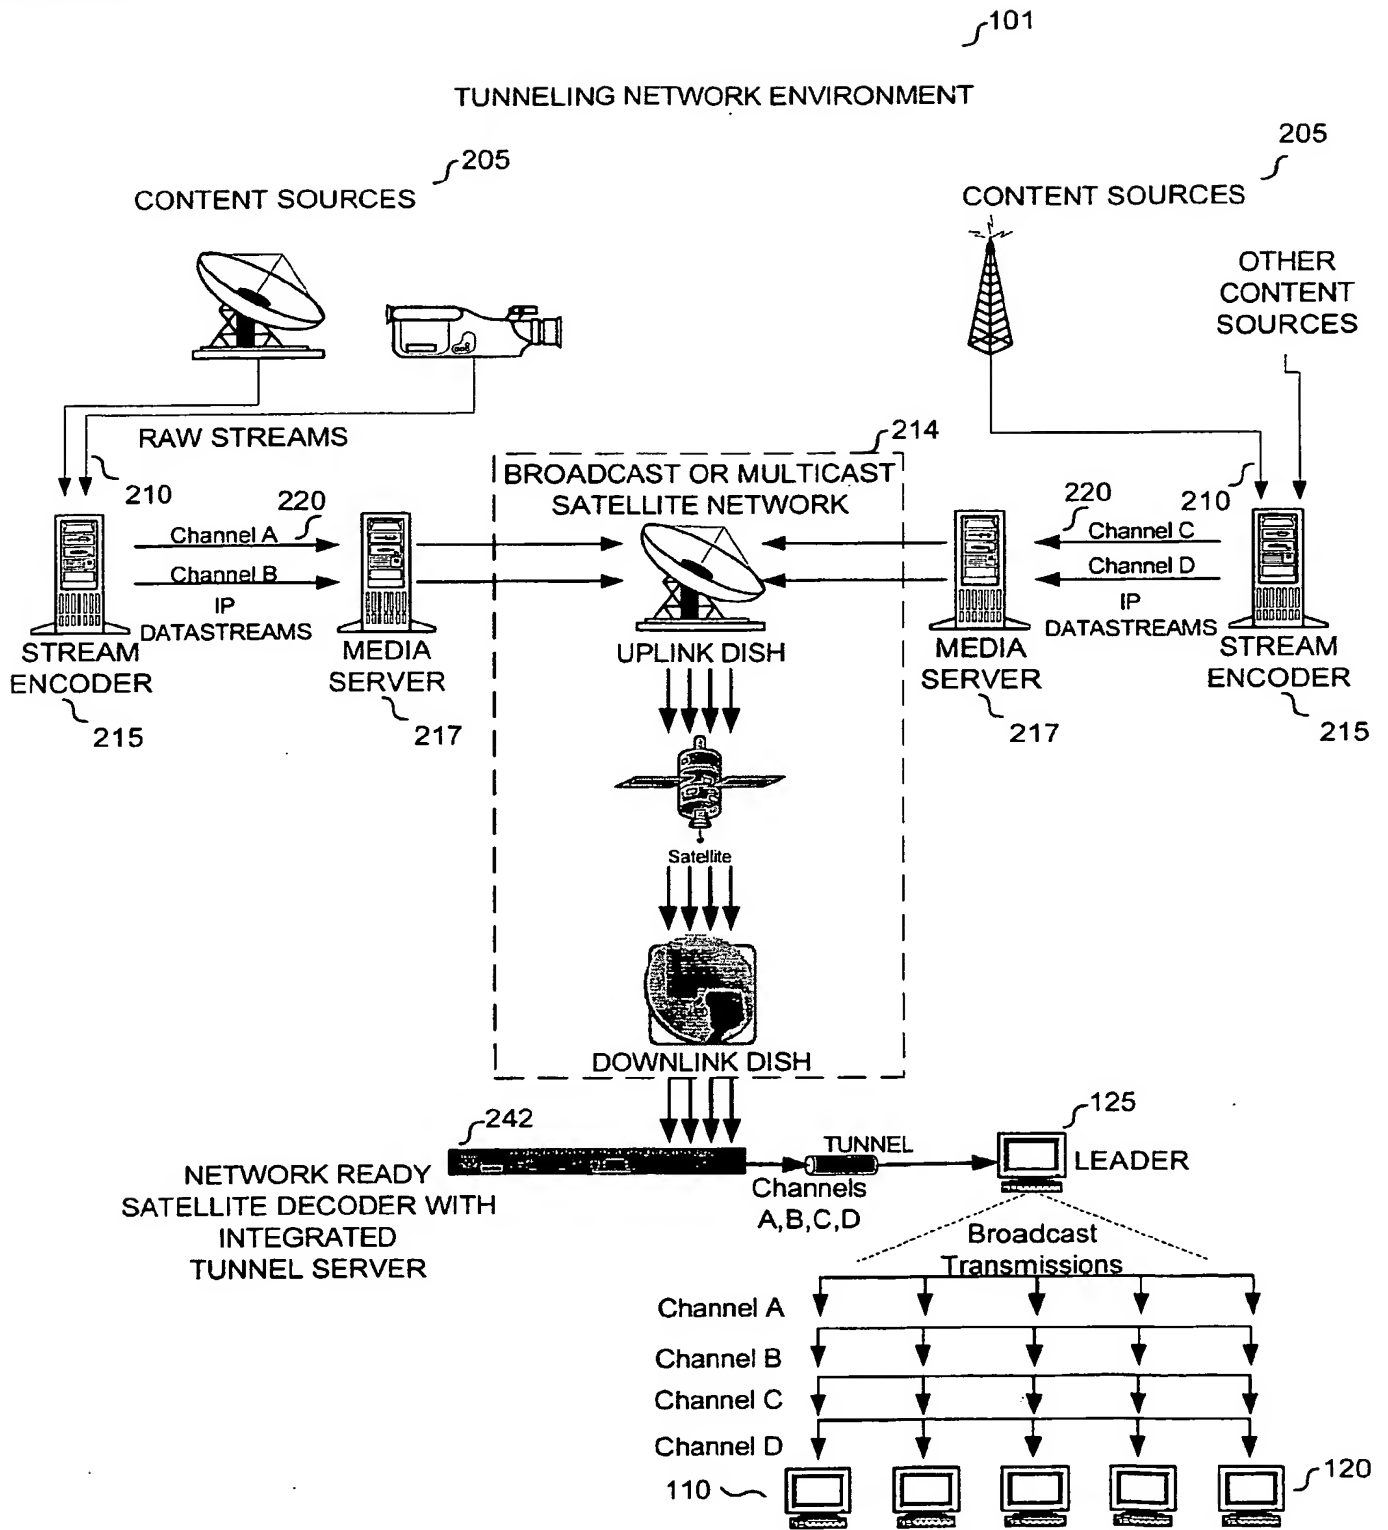 101
TUNNELING NETWORK ENVIRONMENT
205
CONTENT SOURCES
205
CONTENT SOURCES
OTHER
CONTENT
SOURCES
RAW STREAMS
210
214
BROADCAST OR MULTICAST
SATELLITE NETWORK
210
220
Channel A
Channel B
IP
DATASTREAMS
220
Channel C
Channel D
IP
DATASTREAMS
STREAM
ENCODER
215
MEDIA
SERVER
217
UPLINK DISH
MEDIA
SERVER
217
STREAM
ENCODER
215
Satellite
DOWNLINK DISH
242
NETWORK READY
SATELLITE DECODER WITH
INTEGRATED
TUNNEL SERVER
TUNNEL
Channels
A,B,C,D
125
LEADER
Broadcast
Transmissions
Channel A
Channel B
Channel C
Channel D
110
120